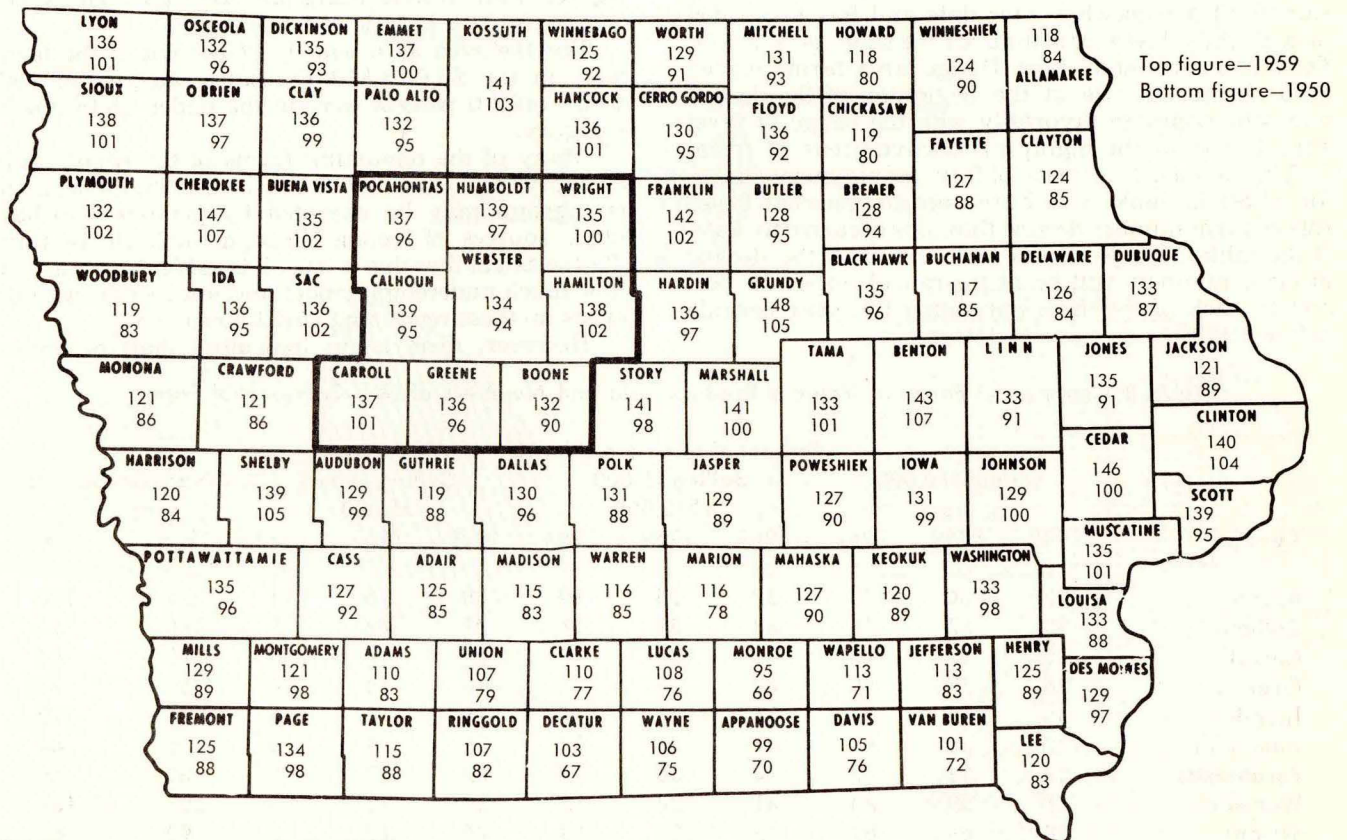 LYON
136
101
OSCEOLA
132
96
DICKINSON
135
93
EMMET
137
100
KOSSUTH
141
103
WINNEBAGO
125
92
WORTH
129
91
MITCHELL
131
93
HOWARD
118
80
WINNESHIEK
124
90
118
84
ALLAMAKEE
Top figure—1959
Bottom figure—1950
SIOUX
138
101
O BRIEN
137
97
CLAY
136
99
PALO ALTO
132
95
HANCOCK
136
101
CERRO GORDO
130
95
FLOYD
136
92
CHICKASAW
119
80
FAYETTE
127
88
CLAYTON
124
85
PLYMOUTH
132
102
CHEROKEE
147
107
BUENA VISTA
135
102
POCAHONTAS
137
96
HUMBOLDT
139
97
WRIGHT
135
100
FRANKLIN
142
102
BUTLER
128
95
BREMER
128
94
WOODBURY
119
83
IDA
136
95
SAC
136
102
CALHOUN
139
95
WEBSTER
134
94
HAMILTON
138
102
HARDIN
136
97
GRUNDY
148
105
BLACK HAWK
135
96
BUCHANAN
117
85
DELAWARE
126
84
DUBUQUE
133
87
MONONA
121
86
CRAWFORD
121
86
CARROLL
137
101
GREENE
136
96
BOONE
132
90
STORY
141
98
MARSHALL
141
100
TAMA
133
101
BENTON
143
107
LINN
133
91
JONES
135
91
JACKSON
121
89
CLINTON
140
104
CEDAR
146
100
HARRISON
120
84
SHELBY
139
105
AUDUBON
129
99
GUTHRIE
119
88
DALLAS
130
96
POLK
131
88
JASPER
129
89
POWESHIEK
127
90
IOWA
131
99
JOHNSON
129
100
SCOTT
139
95
MUSCATINE
135
101
POTTAWATTAMIE
135
96
CASS
127
92
ADAIR
125
85
MADISON
115
83
WARREN
116
85
MARION
116
78
MAHASKA
127
90
KEOKUK
120
89
WASHINGTON
133
98
LOUISA
133
88
MILLS
129
89
MONTGOMERY
121
98
ADAMS
110
83
UNION
107
79
CLARKE
110
77
LUCAS
108
76
MONROE
95
66
WAPELLO
113
71
JEFFERSON
113
83
HENRY
125
89
DES MOINES
129
97
FREMONT
125
88
PAGE
134
98
TAYLOR
115
88
RINGGOLD
107
82
DECATUR
103
67
WAYNE
106
75
APPANOOSE
99
70
DAVIS
105
76
VAN BUREN
101
72
LEE
120
83